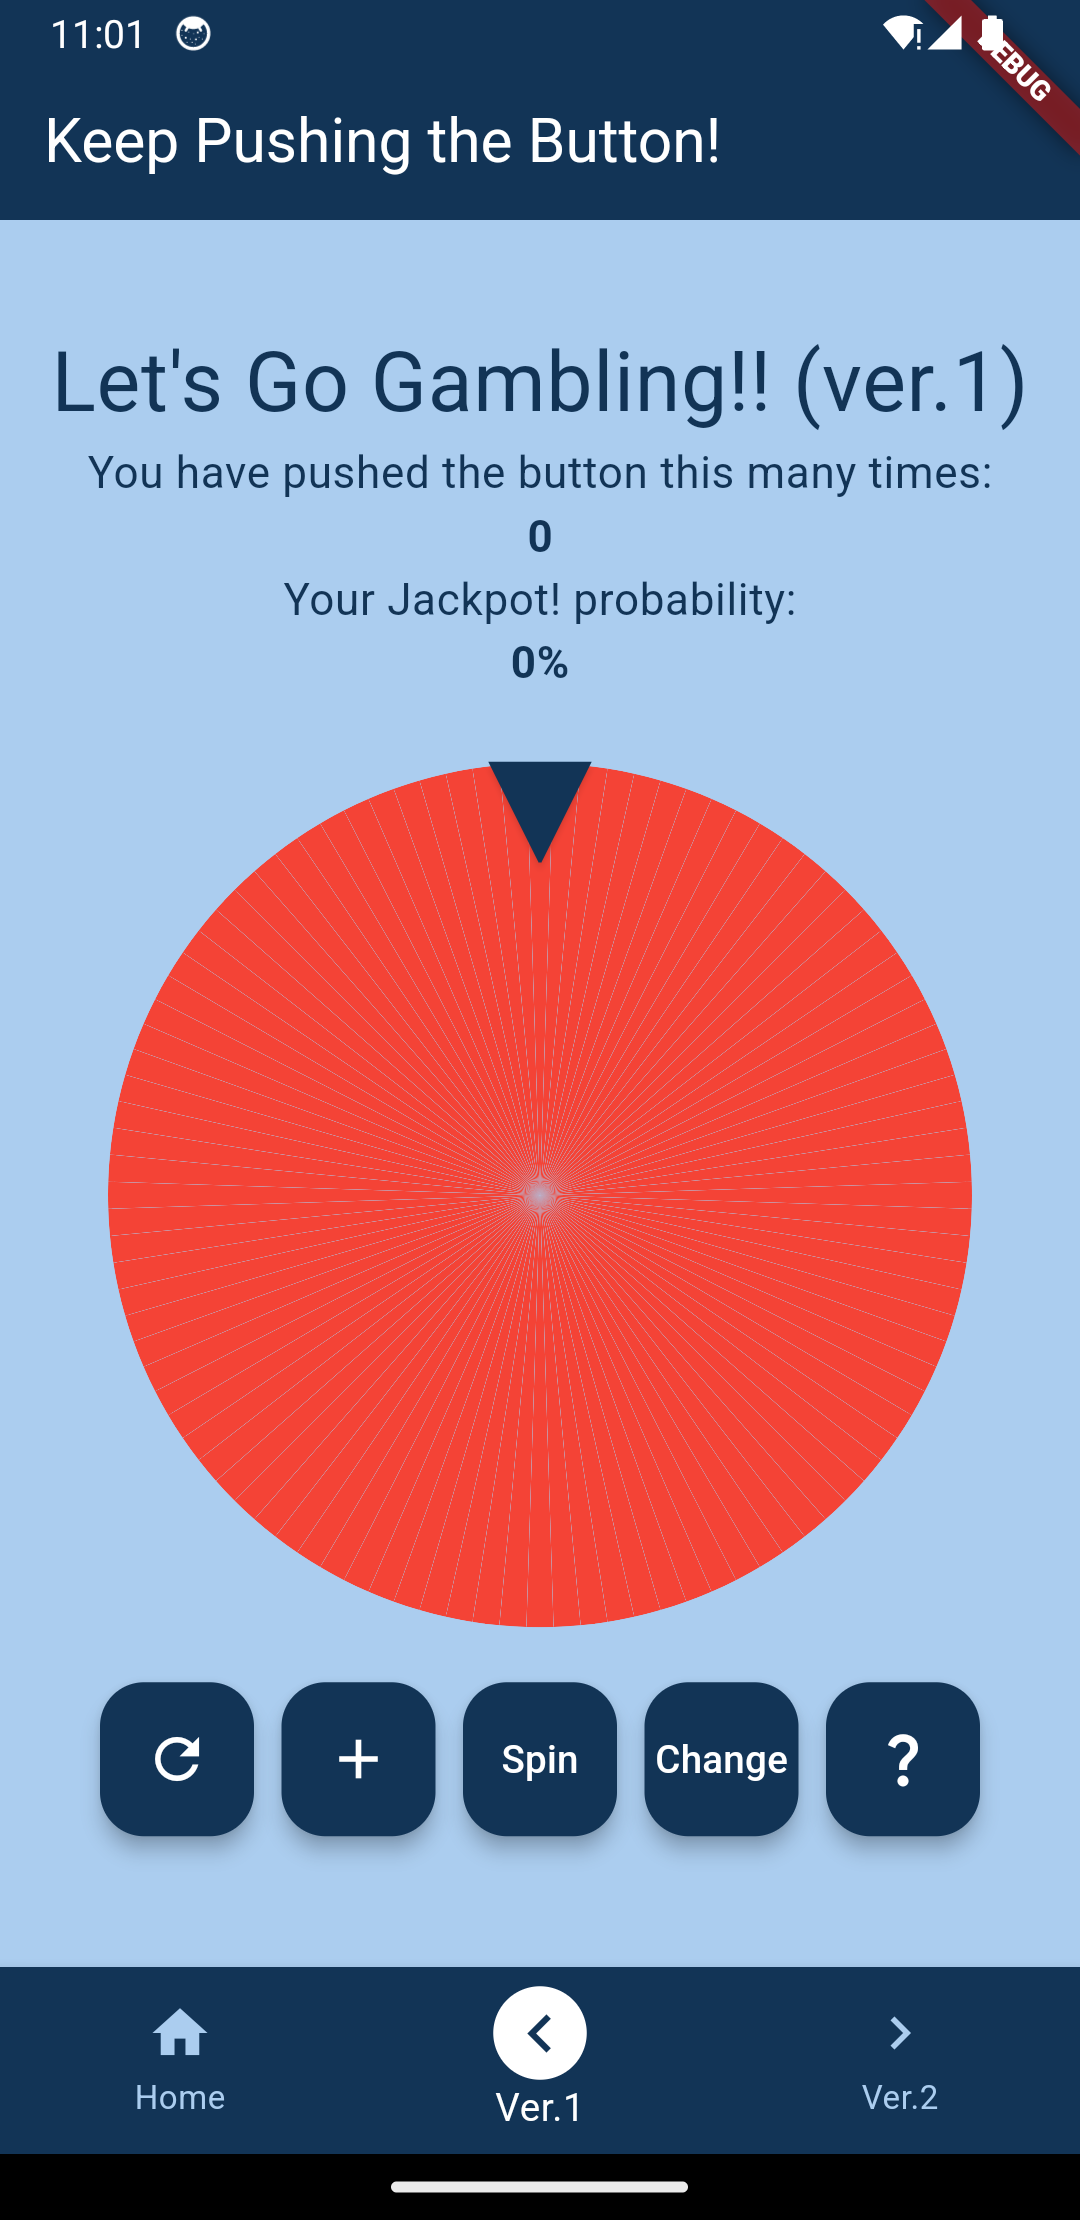 11:01
EBUG
Keep Pushing the Button!
Let's Go Gambling!! (ver.1)
You have pushed the button this many times:
0
Your Jackpot! probability:
0%
Spin
Change
?
Home
Ver.1
Ver.2